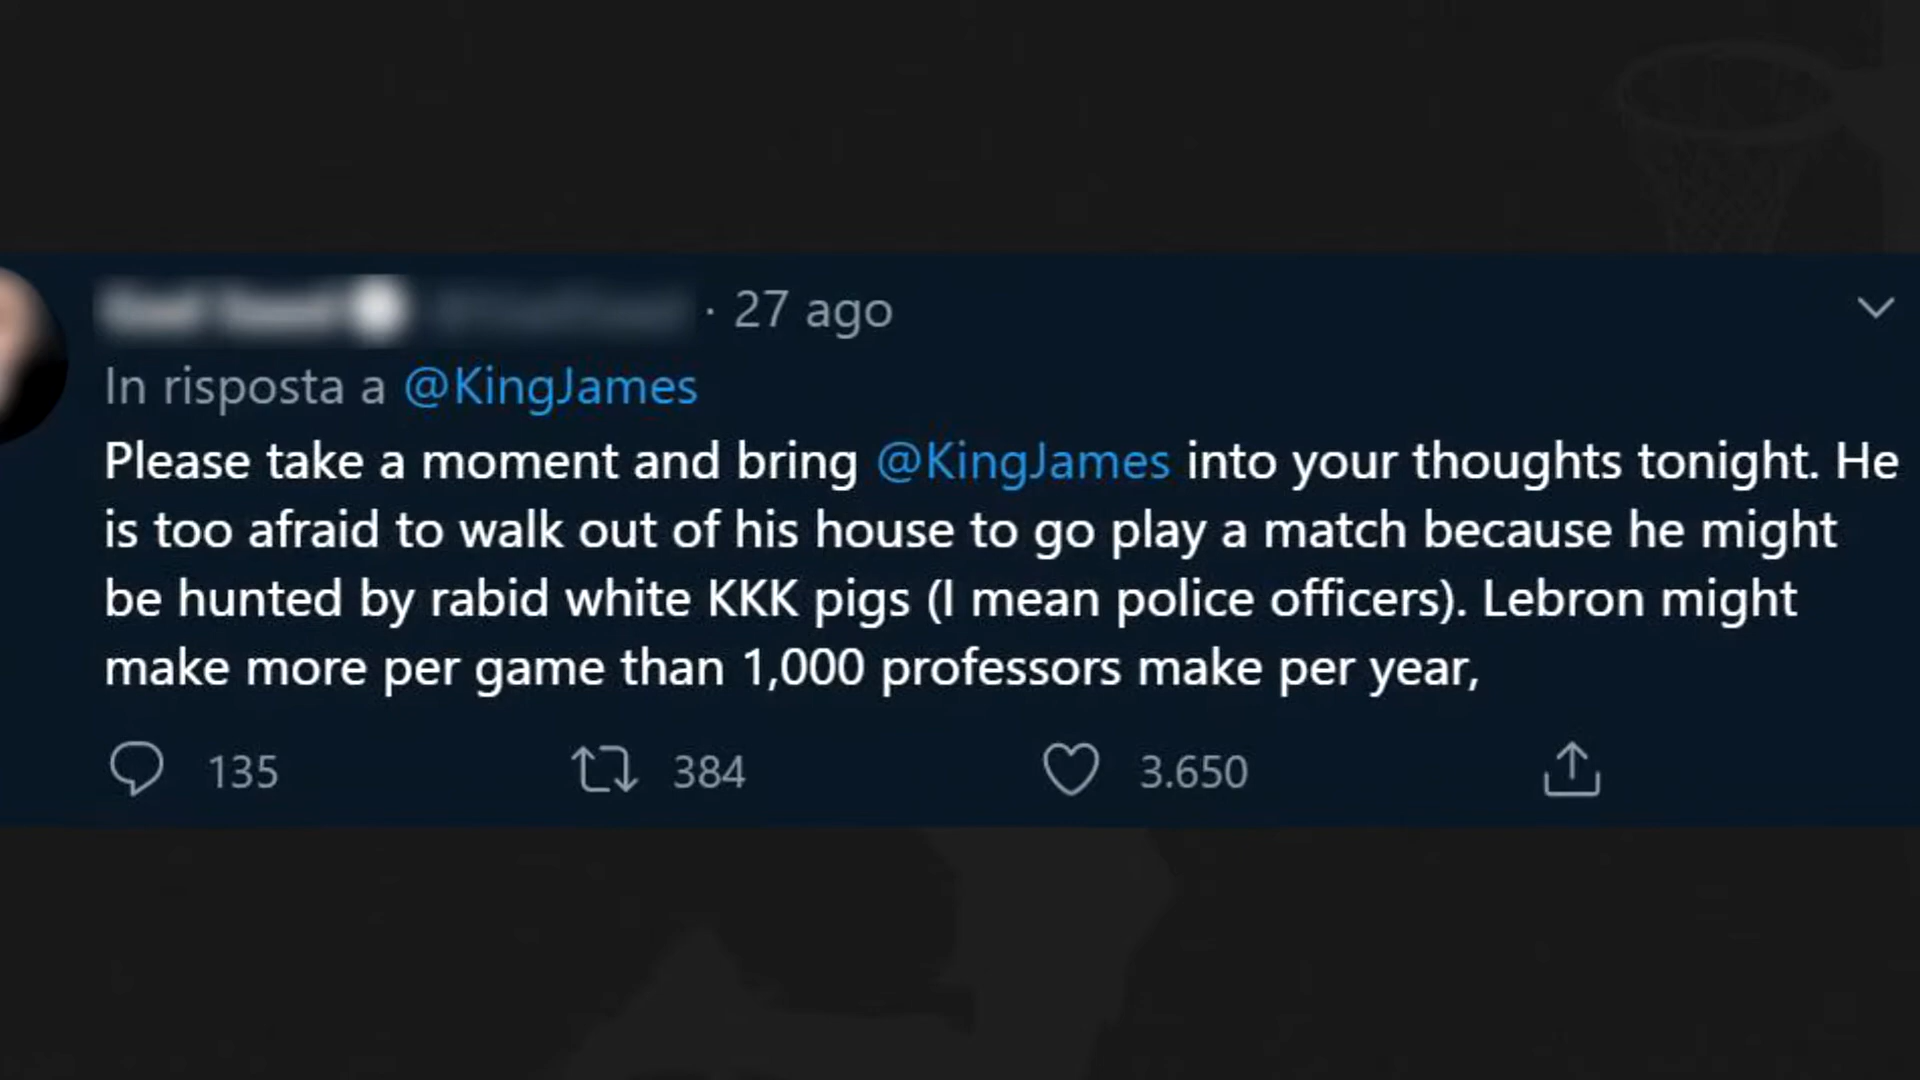 · 27 ago
In risposta a @KingJames
Please take a moment and bring @KingJames into your thoughts tonight. He
is too afraid to walk out of his house to go play a match because he might
be hunted by rabid white KKK pigs (I mean police officers). Lebron might
make more per game than 1,000 professors make per year,
135 384 3.650